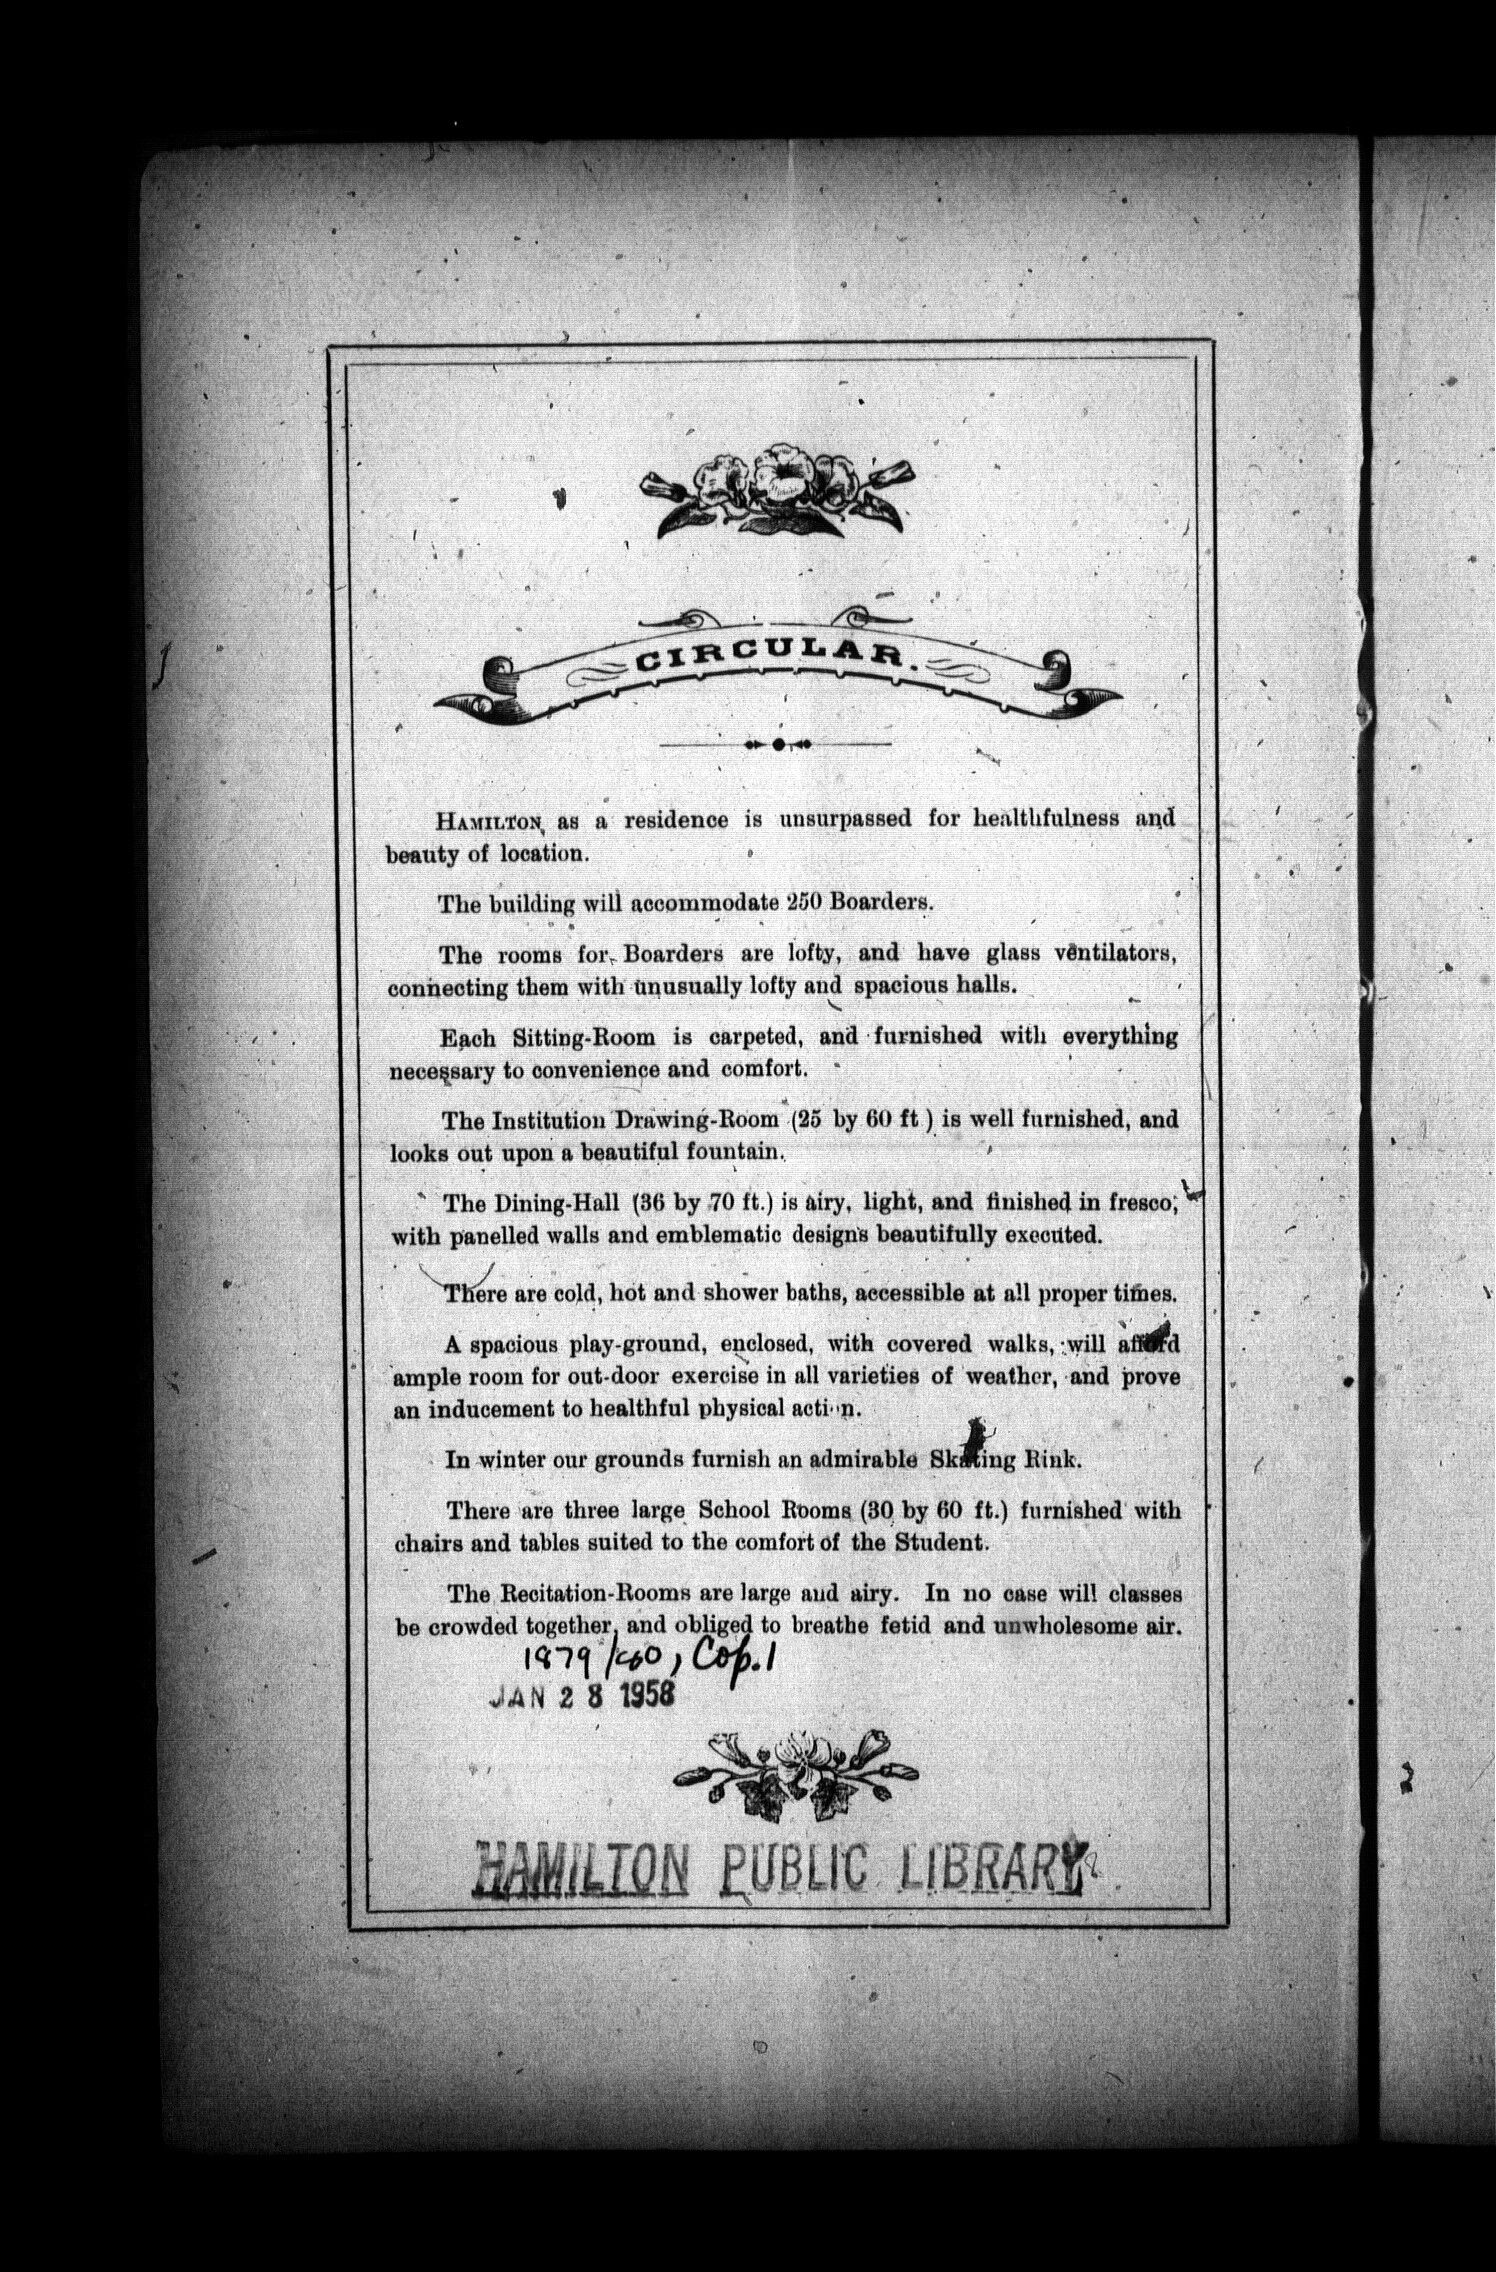 CIRCULAR.
HAMILTON, as a residence is unsurpassed for healthfulness and
beauty of location.
The building will accommodate 250 Boarders.
The rooms for Boarders are lofty, and have glass ventilators,
connecting them with unusually lofty and spacious halls.
Each Sitting-Room is carpeted, and furnished with everything
necessary to convenience and comfort.
The Institution Drawing-Room (25 by 60 ft ) is well furnished, and
looks out upon a beautiful fountain.
The Dining-Hall (36 by 70 ft.) is airy, light, and finished in fresco,
with panelled walls and emblematic designs beautifully executed.
There are cold, hot and shower baths, accessible at all proper times.
A spacious play-ground, enclosed, with covered walks, will afford
ample room for out-door exercise in all varieties of weather, and prove
an inducement to healthful physical action.
In winter our grounds furnish an admirable Skating Rink.
There are three large School Rooms (30 by 60 ft.) furnished with
chairs and tables suited to the comfort of the Student.
The Recitation-Rooms are large and airy. In no case will classes
be crowded together, and obliged to breathe fetid and unwholesome air.
1879/80, Cop. 1
JAN 28 1958
HAMILTON PUBLIC LIBRARY